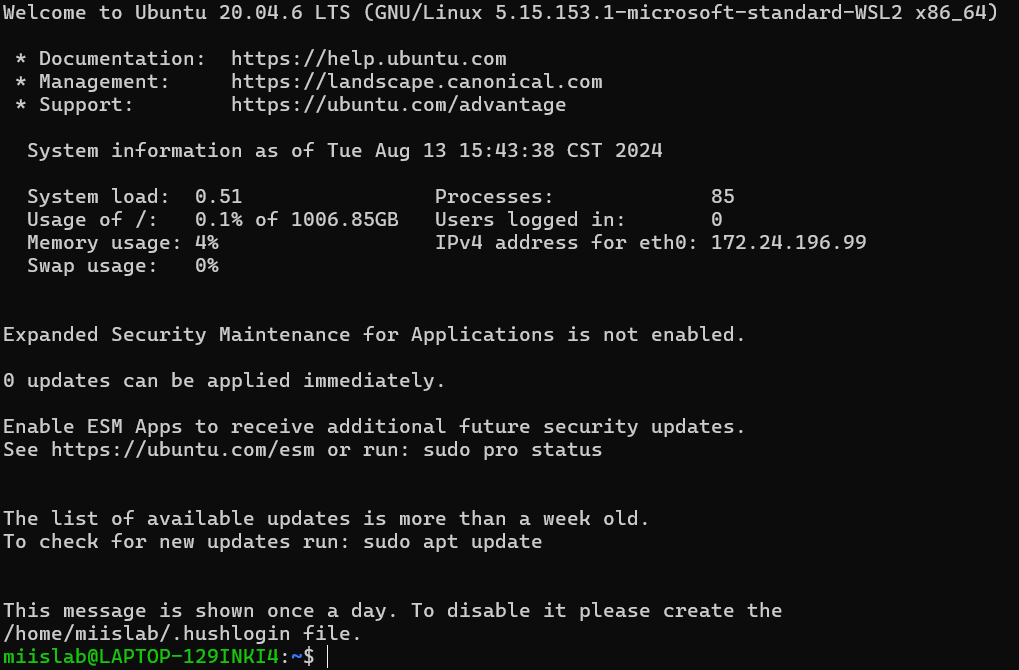 Welcome to Ubuntu 20.04.6 LTS (GNU/Linux 5.15.153.1-microsoft-standard-WSL2 x86_64)
* Documentation:  https://help.ubuntu.com
* Management:     https://landscape.canonical.com
* Support:        https://ubuntu.com/advantage
System information as of Tue Aug 13 15:43:38 CST 2024
System load:  0.51                Processes:             85
Usage of /:   0.1% of 1006.85GB   Users logged in:       0
Memory usage: 4%                  IPv4 address for eth0: 172.24.196.99
Swap usage:   0%
Expanded Security Maintenance for Applications is not enabled.
0 updates can be applied immediately.
Enable ESM Apps to receive additional future security updates.
See https://ubuntu.com/esm or run: sudo pro status
The list of available updates is more than a week old.
To check for new updates run: sudo apt update
This message is shown once a day. To disable it please create the
/home/miislab/.hushlogin file.
miislab@LAPTOP-129INKI4:~$